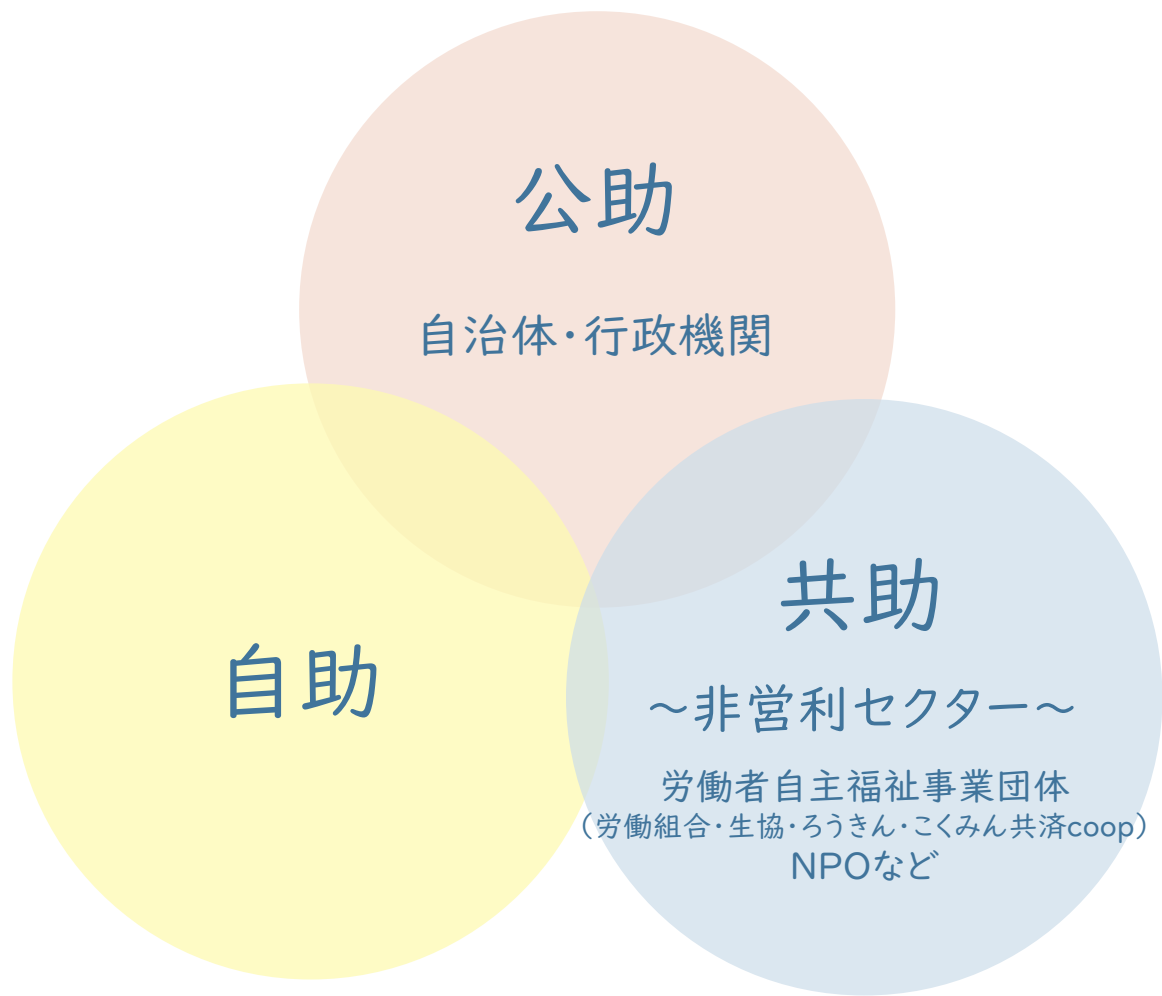 公助
自治体・行政機関
自助
共助
～非営利セクター～
労働者自主福祉事業団体
（労働組合・生協・ろうきん・こくみん共済coop）
NPOなど